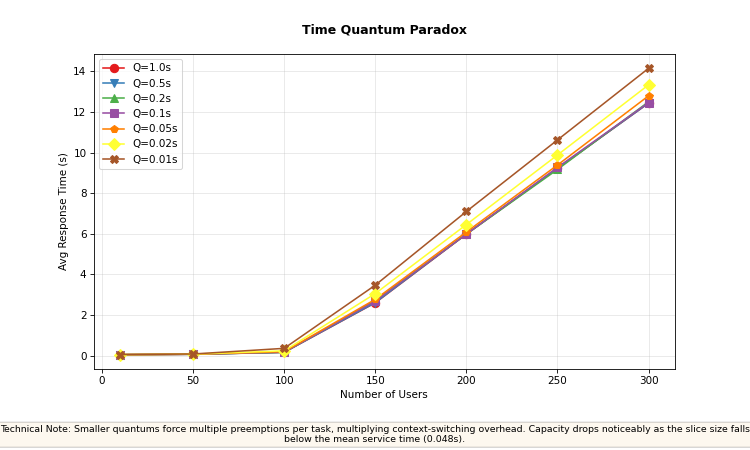 Time Quantum Paradox
Q=1.0s
Q=0.5s
Q=0.2s
Q=0.1s
Q=0.05s
Q=0.02s
Q=0.01s
Avg Response Time (s)
14
12
10
8
6
4
2
0
0 50 100 150 200 250 300
Number of Users
Technical Note: Smaller quantums force multiple preemptions per task, multiplying context-switching overhead. Capacity drops noticeably as the slice size falls
below the mean service time (0.048s).